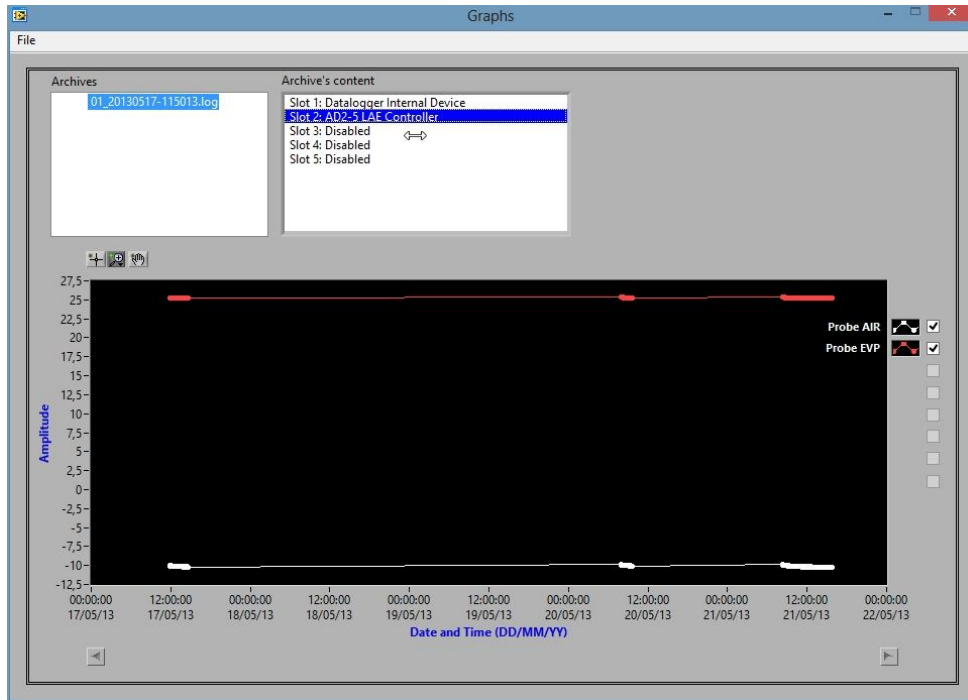 Graphs
File
Archives
01_20130517-115013.log
Archive's content
Slot 1: Datalogger Internal Device
Slot 2: AD2-5 LAE Controller
Slot 3: Disabled
Slot 4: Disabled
Slot 5: Disabled
27,5
25
22,5
20
17,5
15
12,5
10
7,5
5
2,5
0
-2,5
-5
-7,5
-10
-12,5
Amplitude
Probe AIR
Probe EVP
00:00:00 12:00:00 00:00:00 12:00:00 00:00:00 12:00:00 00:00:00 12:00:00 00:00:00 12:00:00 00:00:00
17/05/13 17/05/13 18/05/13 18/05/13 19/05/13 19/05/13 20/05/13 20/05/13 21/05/13 21/05/13 22/05/13
Date and Time (DD/MM/YY)